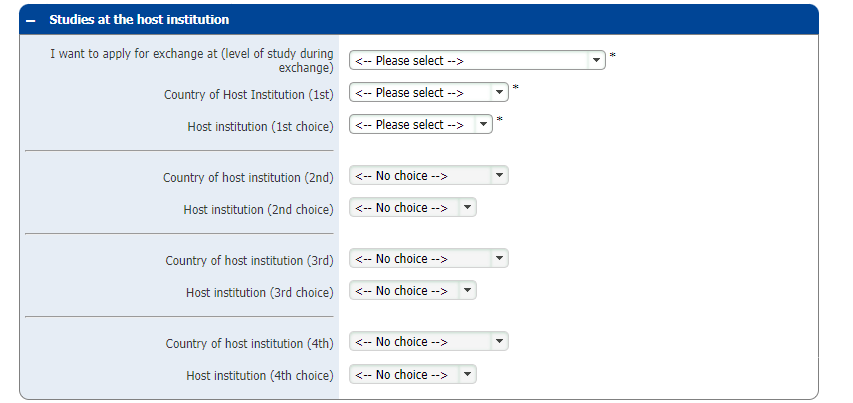 – Studies at the host institution
I want to apply for exchange at (level of study during
exchange)
<-- Please select --> *
Country of Host Institution (1st) <-- Please select --> *
Host institution (1st choice) <-- Please select --> *
Country of host institution (2nd) <-- No choice -->
Host institution (2nd choice) <-- No choice -->
Country of host institution (3rd) <-- No choice -->
Host institution (3rd choice) <-- No choice -->
Country of host institution (4th) <-- No choice -->
Host institution (4th choice) <-- No choice -->